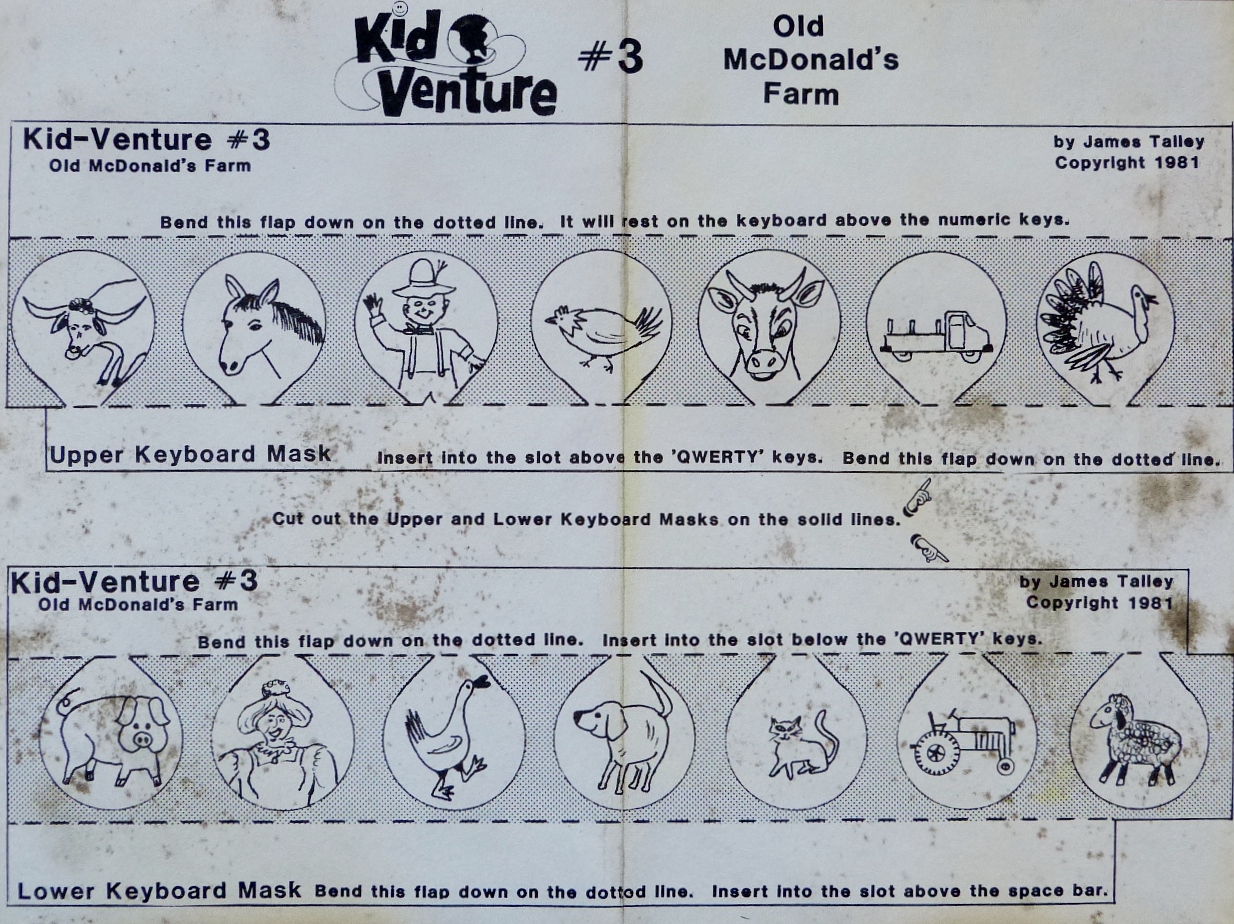 Kid
Venture
#3
Old
McDonald's
Farm
Kid-Venture #3
Old McDonald's Farm
by James Talley
Copyright 1981
Bend this flap down on the dotted line. It will rest on the keyboard above the numeric keys.
Upper Keyboard Mask Insert into the slot above the 'QWERTY' keys. Bend this flap down on the dotted line.
Cut out the Upper and Lower Keyboard Masks on the solid lines.
Kid-Venture #3
Old McDonald's Farm
by James Talley
Copyright 1981
Bend this flap down on the dotted line. Insert into the slot below the 'QWERTY' keys.
Lower Keyboard Mask Bend this flap down on the dotted line. Insert into the slot above the space bar.